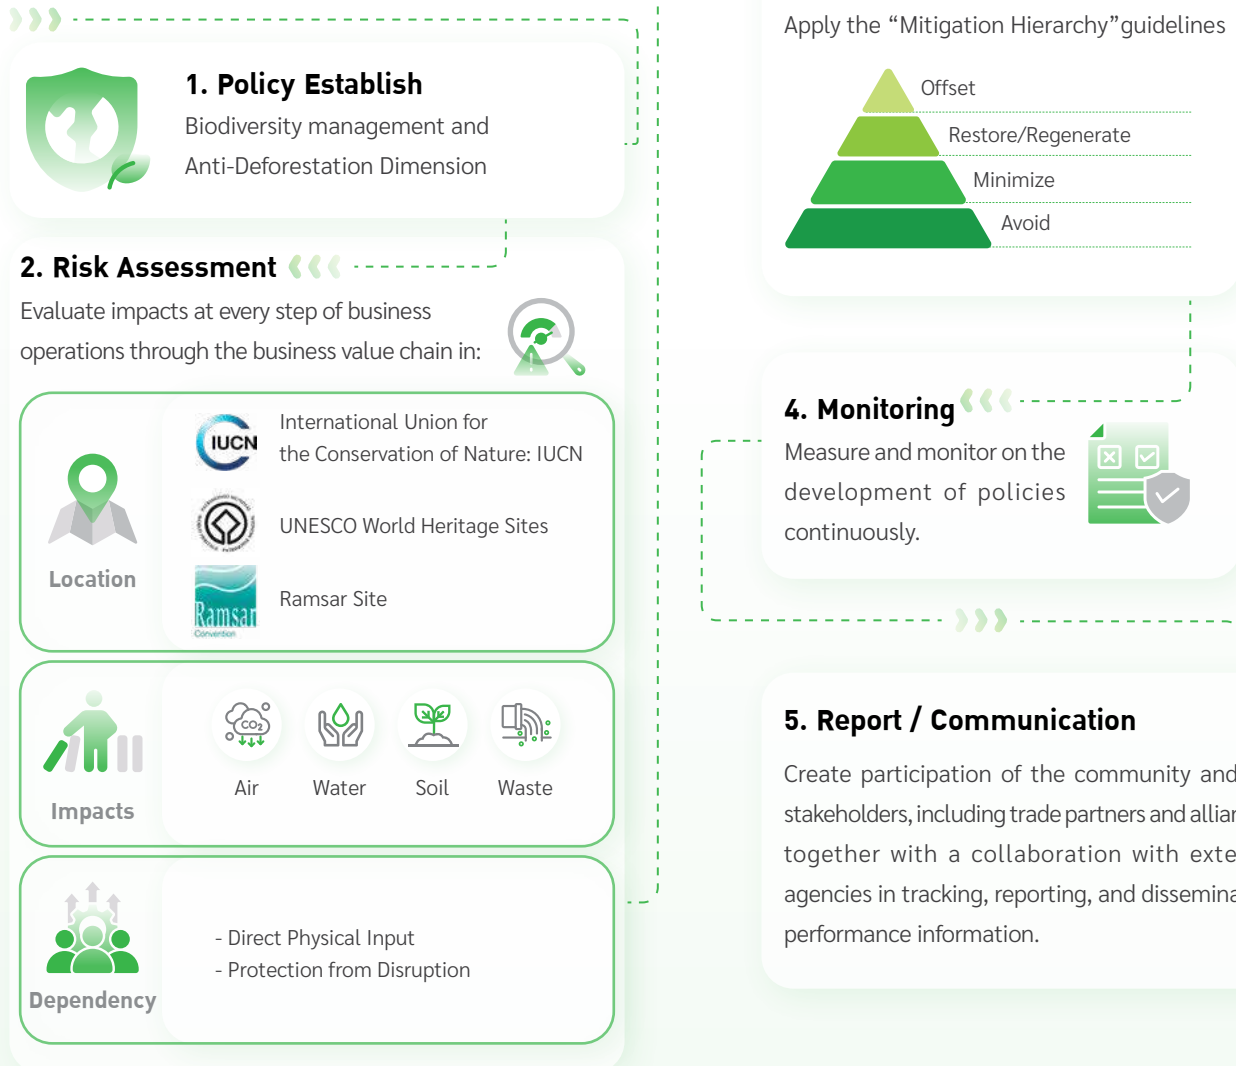 1. Policy Establish
Biodiversity management and
Anti-Deforestation Dimension
2. Risk Assessment
Evaluate impacts at every step of business
operations through the business value chain in:
Location
IUCN
International Union for
the Conservation of Nature: IUCN
UNESCO World Heritage Sites
Ramsar
Convention
Ramsar Site
Impacts
CO2
Air
Water
Soil
Waste
Dependency
- Direct Physical Input
- Protection from Disruption
Apply the “Mitigation Hierarchy”guidelines
Offset
Restore/Regenerate
Minimize
Avoid
4. Monitoring
Measure and monitor on the
development of policies
continuously.
5. Report / Communication
Create participation of the community and
stakeholders, including trade partners and
together with a collaboration with
agencies in tracking, reporting, and
performance information.